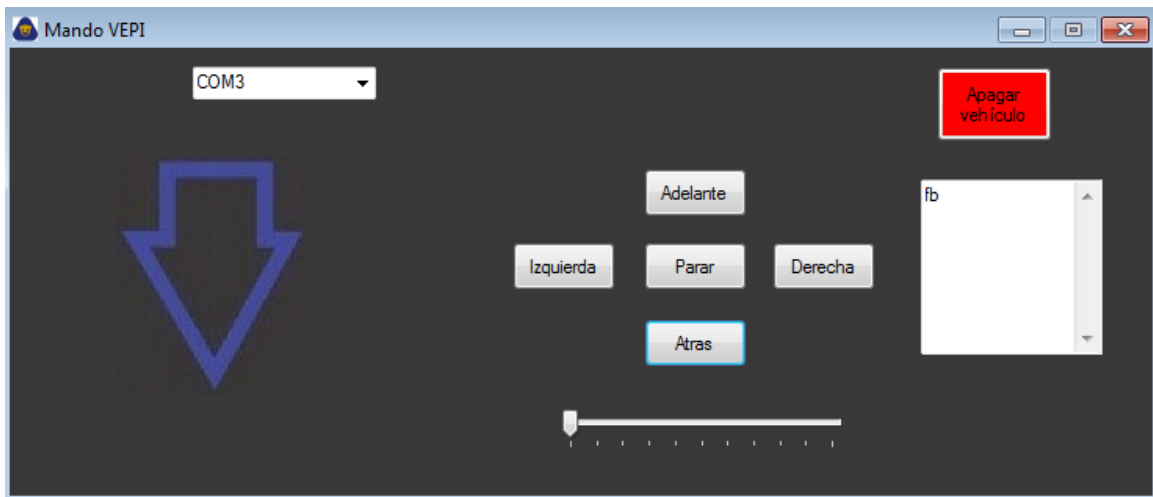 Mando VEPI
COM3
Apagar
vehículo
Adelante
fb
Izquierda
Parar
Derecha
Atras